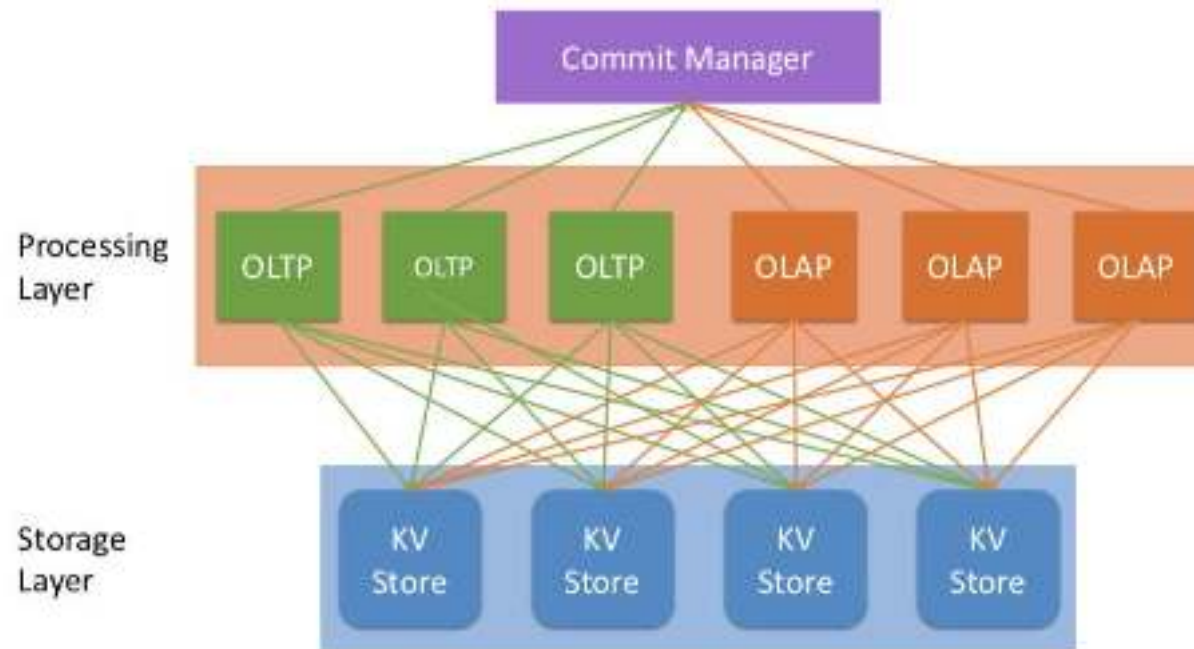 Commit Manager
Processing
Layer
OLTP
OLTP
OLTP
OLAP
OLAP
OLAP
Storage
Layer
KV
Store
KV
Store
KV
Store
KV
Store